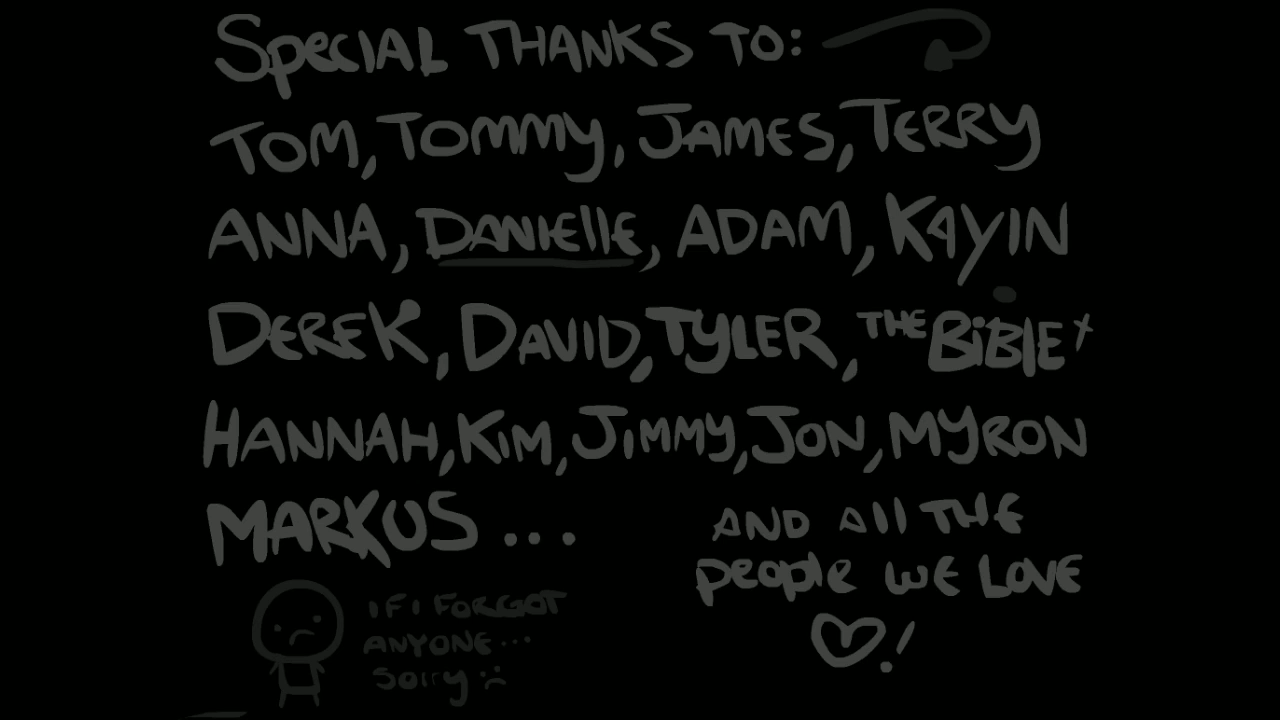 Special THANKS TO:
TOM, TOMMY, JAMES, TERRY
ANNA, DANIElle, ADAM, KAYIN
DEREK, DAVID, TYLER, THE BiBLE
HANNAH, KIM, JIMMY, JON, MYRON
MARKUS ...
AND All THE
people WE LOVE
!
IF I FORGOT
ANYONE...
Sorry :(